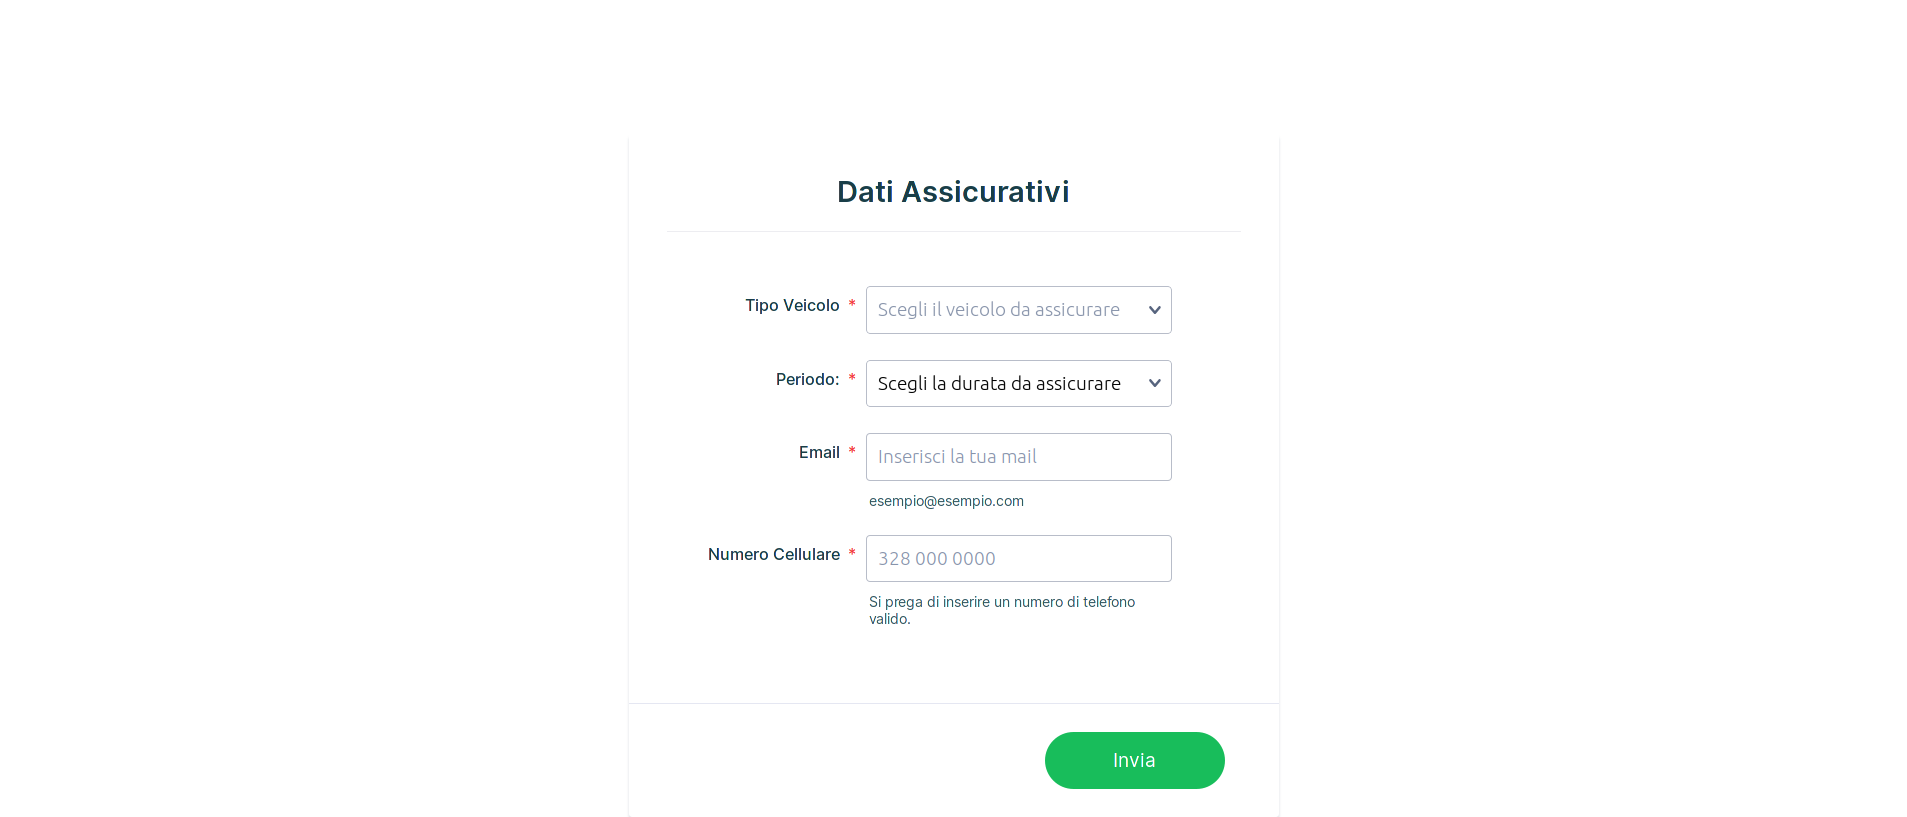 Dati Assicurativi
Tipo Veicolo *
Scegli il veicolo da assicurare
Periodo: *
Scegli la durata da assicurare
Email *
Inserisci la tua mail
esempio@esempio.com
Numero Cellulare *
328 000 0000
Si prega di inserire un numero di telefono
valido.
Invia